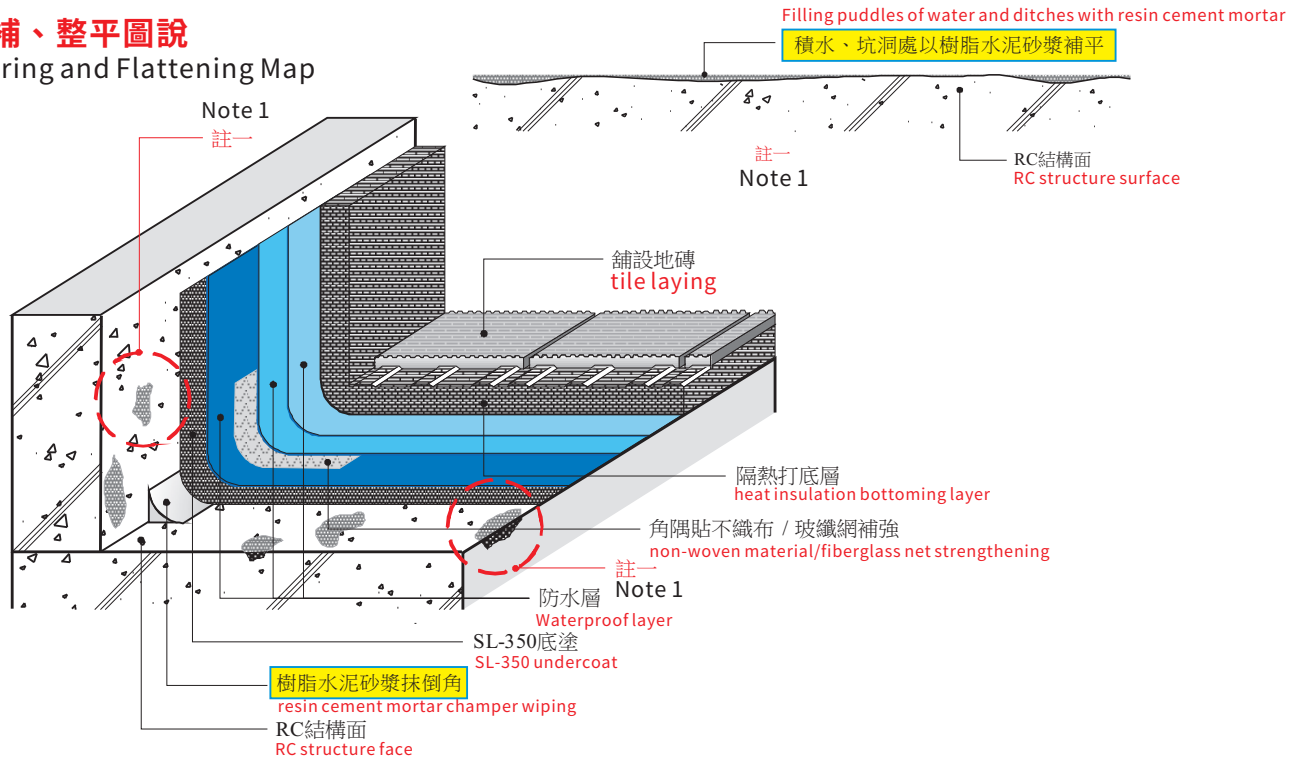 補、整平圖說
ring and Flattening Map
Filling puddles of water and ditches with resin cement mortar
積水、坑洞處以樹脂水泥砂漿補平
Note 1
註一
註一
Note 1
RC結構面
RC structure surface
舖設地磚
tile laying
隔熱打底層
heat insulation bottoming layer
角隅貼不織布 / 玻纖網補強
non-woven material/fiberglass net strengthening
註一
Note 1
防水層
Waterproof layer
SL-350底塗
SL-350 undercoat
樹脂水泥砂漿抹倒角
resin cement mortar champer wiping
RC結構面
RC structure face